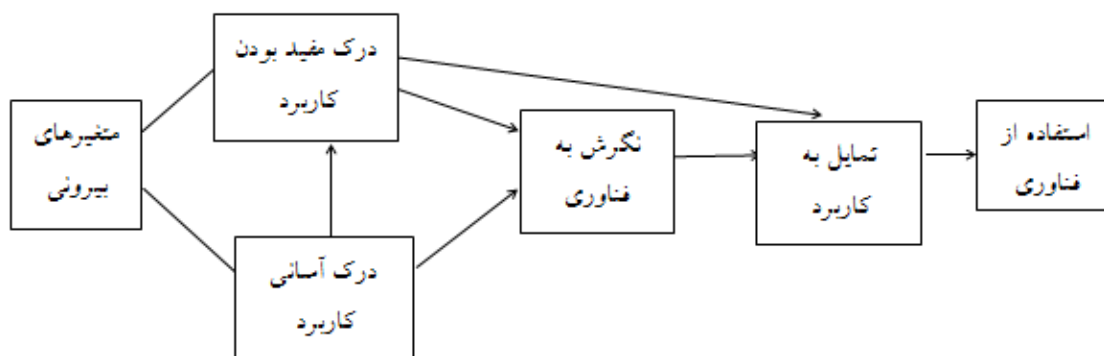 متغیرهای
بیرونی
درک مفید بودن
کاربرد
درک آسانی
کاربرد
نگرش به
فناوری
تمایل به
کاربرد
استفاده از
فناوری